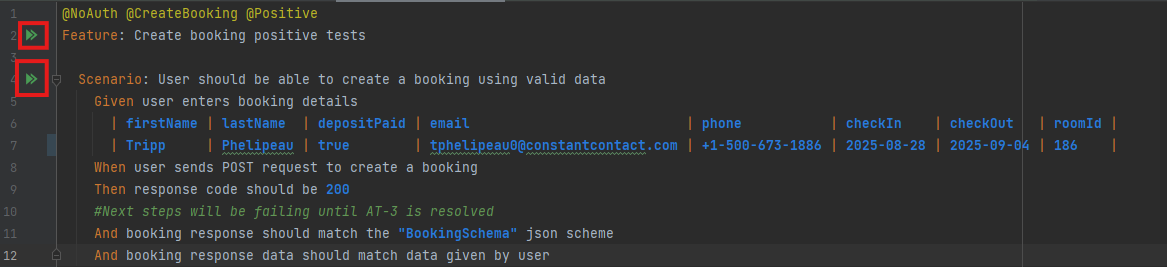 1 @NoAuth @CreateBooking @Positive
2 Feature: Create booking positive tests
3
4 Scenario: User should be able to create a booking using valid data
5 Given user enters booking details
6 | firstName | lastName | depositPaid | email | phone | checkIn | checkOut | roomId |
7 | Tripp | Phelipeau | true | tphelipeau0@constantcontact.com | +1-500-673-1886 | 2025-08-28 | 2025-09-04 | 186 |
8 When user sends POST request to create a booking
9 Then response code should be 200
10 #Next steps will be failing until AT-3 is resolved
11 And booking response should match the "BookingSchema" json scheme
12 And booking response data should match data given by user